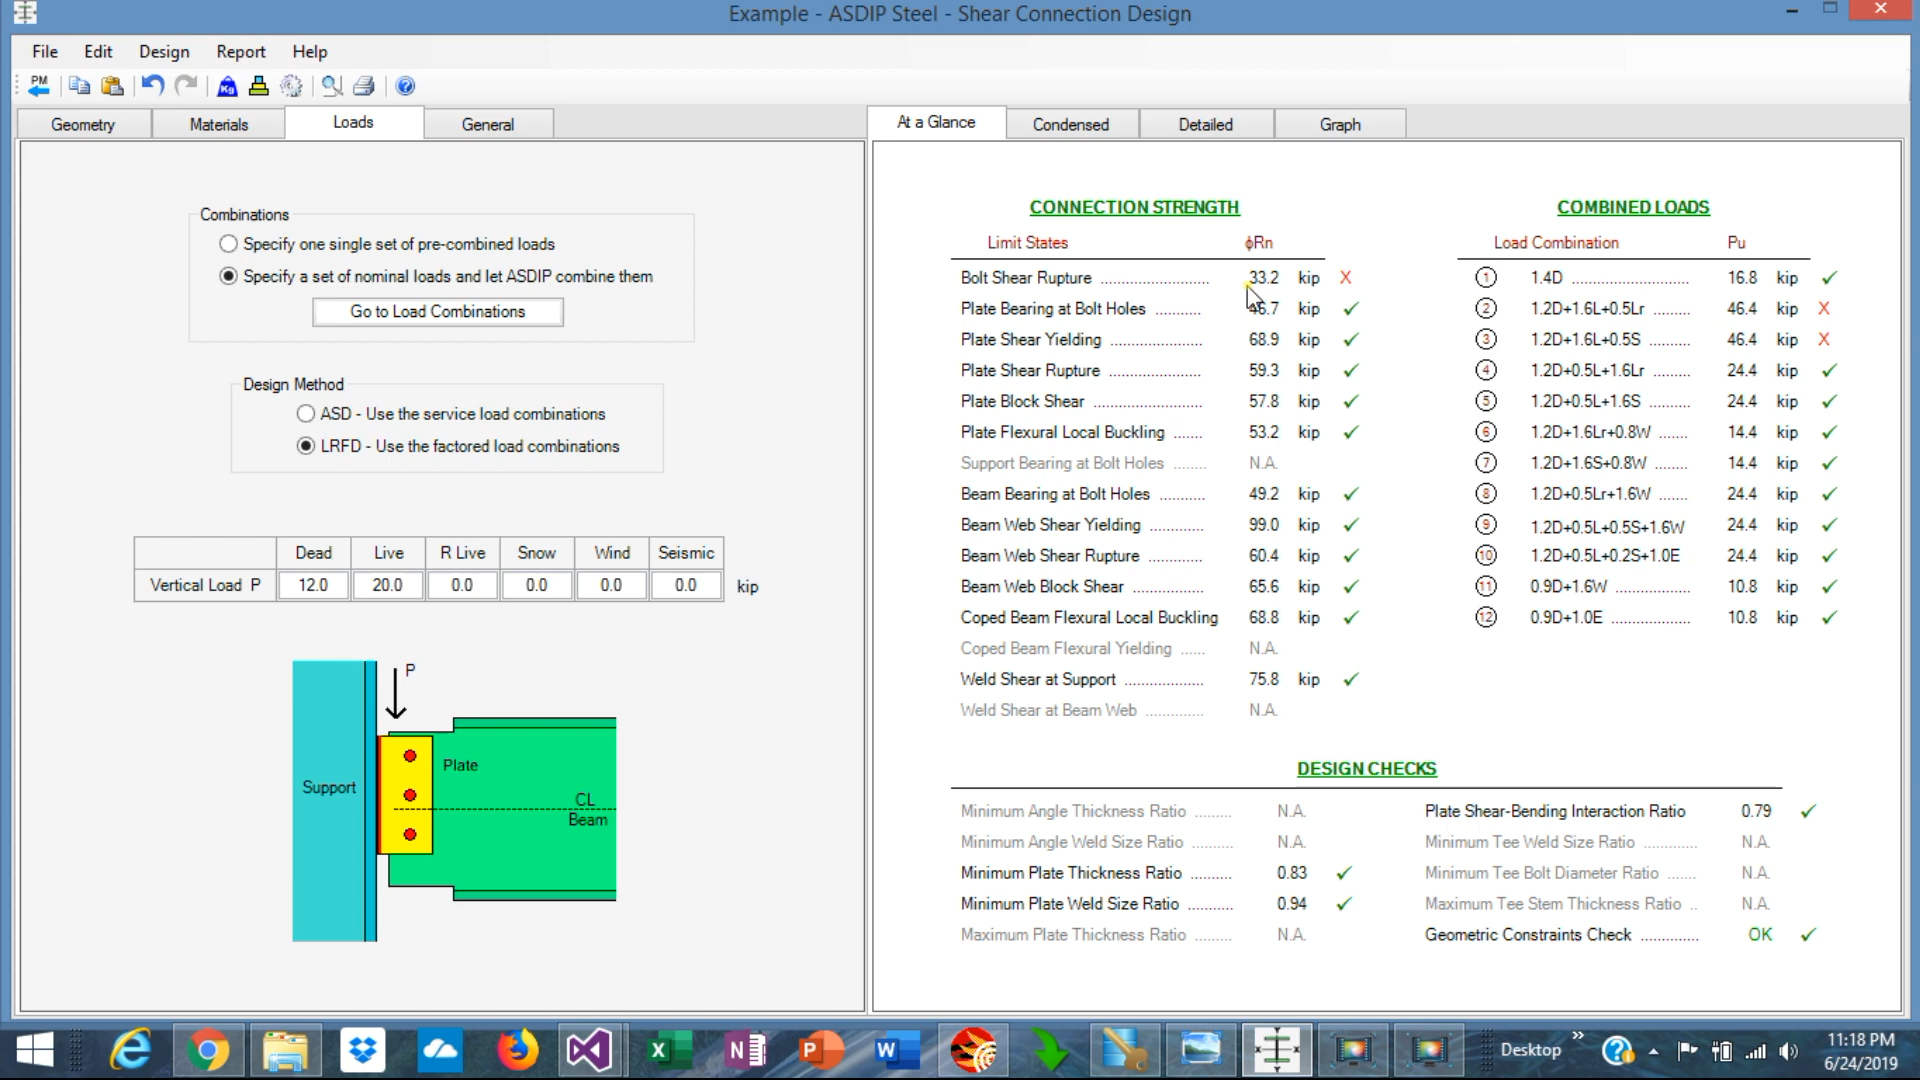 Example - ASDIP Steel - Shear Connection Design
File Edit Design Report Help
PM Kg
Geometry Materials Loads General
At a Glance Condensed Detailed Graph
Combinations
Specify one single set of pre-combined loads
Specify a set of nominal loads and let ASDIP combine them
Go to Load Combinations
Design Method
ASD - Use the service load combinations
LRFD - Use the factored load combinations
Dead Live R Live Snow Wind Seismic
Vertical Load P 12.0 20.0 0.0 0.0 0.0 0.0 kip
P
Plate
Support
CL
Beam
CONNECTION STRENGTH
Limit States ϕRn
Bolt Shear Rupture ........................ 33.2 kip X
Plate Bearing at Bolt Holes ........... kip ✓
Plate Shear Yielding .................... 68.9 kip ✓
Plate Shear Rupture .................... 59.3 kip ✓
Plate Block Shear ........................ 57.8 kip ✓
Plate Flexural Local Buckling ....... 53.2 kip ✓
Support Bearing at Bolt Holes ........ N.A.
Beam Bearing at Bolt Holes ........... 49.2 kip ✓
Beam Web Shear Yielding ............ 99.0 kip ✓
Beam Web Shear Rupture ............ 60.4 kip ✓
Beam Web Block Shear ................ 65.6 kip ✓
Coped Beam Flexural Local Buckling 68.8 kip ✓
Coped Beam Flexural Yielding ...... N.A.
Weld Shear at Support .................. 75.8 kip ✓
Weld Shear at Beam Web ............. N.A.
COMBINED LOADS
Load Combination Pu
1 1.4D .......................... 16.8 kip ✓
2 1.2D+1.6L+0.5Lr ........ 46.4 kip X
3 1.2D+1.6L+0.5S ......... 46.4 kip X
4 1.2D+0.5L+1.6Lr ........ 24.4 kip ✓
5 1.2D+0.5L+1.6S ......... 24.4 kip ✓
6 1.2D+1.6Lr+0.8W ...... 14.4 kip ✓
7 1.2D+1.6S+0.8W ....... 14.4 kip ✓
8 1.2D+0.5Lr+1.6W ...... 24.4 kip ✓
9 1.2D+0.5L+0.5S+1.6W 24.4 kip ✓
10 1.2D+0.5L+0.2S+1.0E 24.4 kip ✓
11 0.9D+1.6W ................. 10.8 kip ✓
12 0.9D+1.0E .................. 10.8 kip ✓
DESIGN CHECKS
Minimum Angle Thickness Ratio ........ N.A.
Minimum Angle Weld Size Ratio ......... N.A.
Minimum Plate Thickness Ratio ......... 0.83 ✓
Minimum Plate Weld Size Ratio .......... 0.94 ✓
Maximum Plate Thickness Ratio ........ N.A.
Plate Shear-Bending Interaction Ratio 0.79 ✓
Minimum Tee Weld Size Ratio ............ N.A.
Minimum Tee Bolt Diameter Ratio ....... N.A.
Maximum Tee Stem Thickness Ratio .. N.A.
Geometric Constraints Check ............. OK ✓
Desktop
11:18 PM
6/24/2019